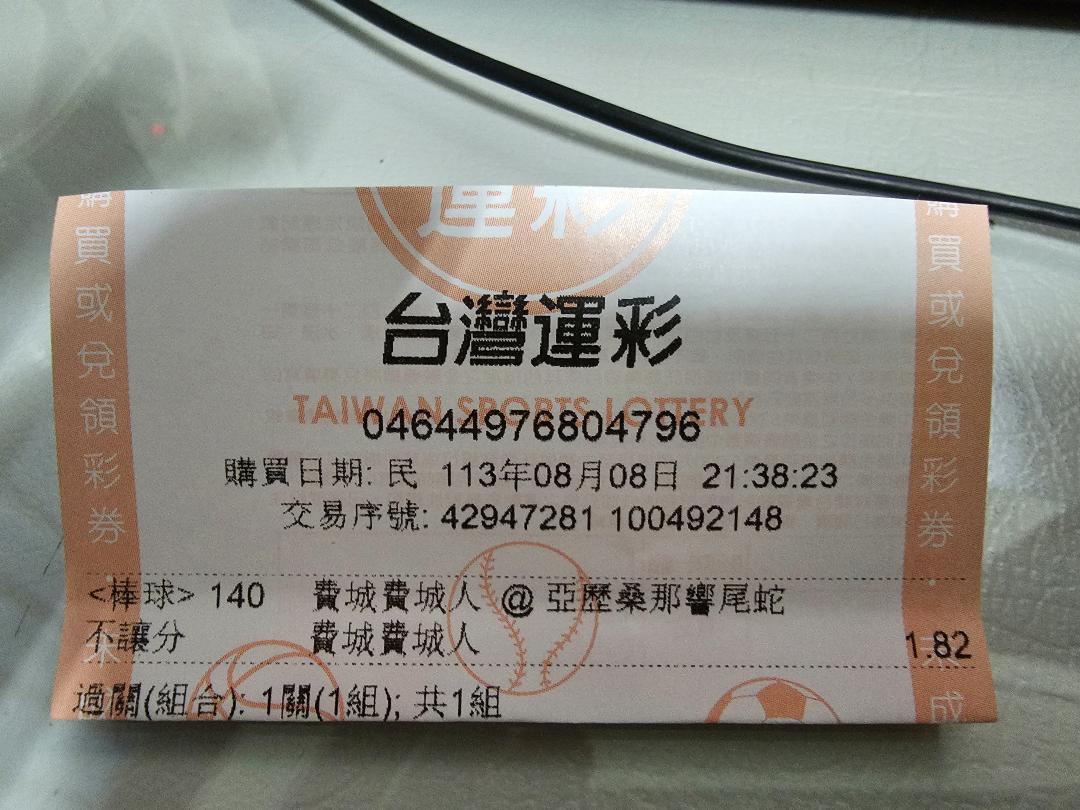 運彩
台灣運彩
TAIWAN SPORTS LOTTERY
04644976804796
購買日期: 民 113年08月08日 21:38:23
交易序號: 42947281 100492148
<棒球> 140 費城費城人 @ 亞歷桑那響尾蛇
不讓分 費城費城人 1.82
過關(組合): 1關(1組); 共1組
購買或兌領彩券·未
購買或兌領彩券·未成